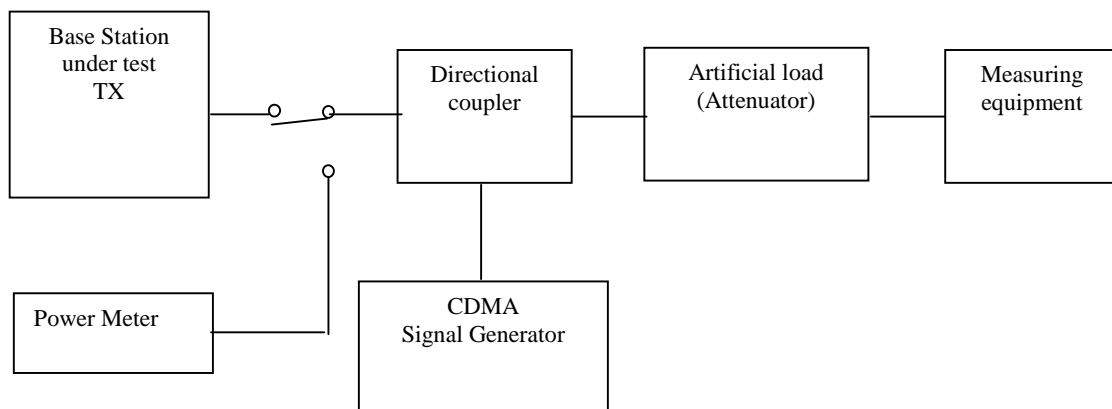 Base Station
under test
TX
Directional
coupler
Artificial load
(Attenuator)
Measuring
equipment
Power Meter
CDMA
Signal Generator